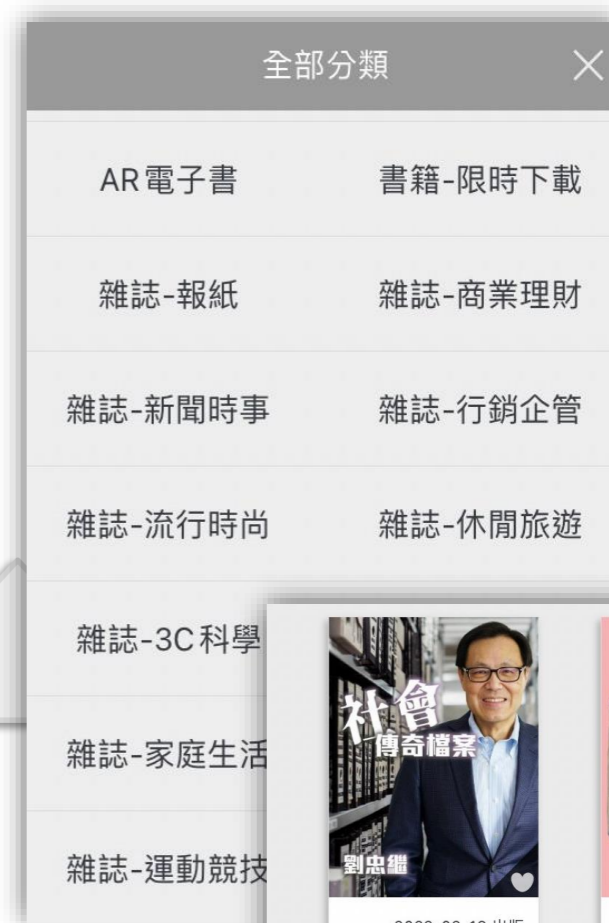 全部分類
AR電子書 書籍-限時下載
雜誌-報紙 雜誌-商業理財
雜誌-新聞時事 雜誌-行銷企管
雜誌-流行時尚 雜誌-休閒旅遊
雜誌-3C科學
雜誌-家庭生活
雜誌-運動競技
社會
傳奇檔案
劉忠繼